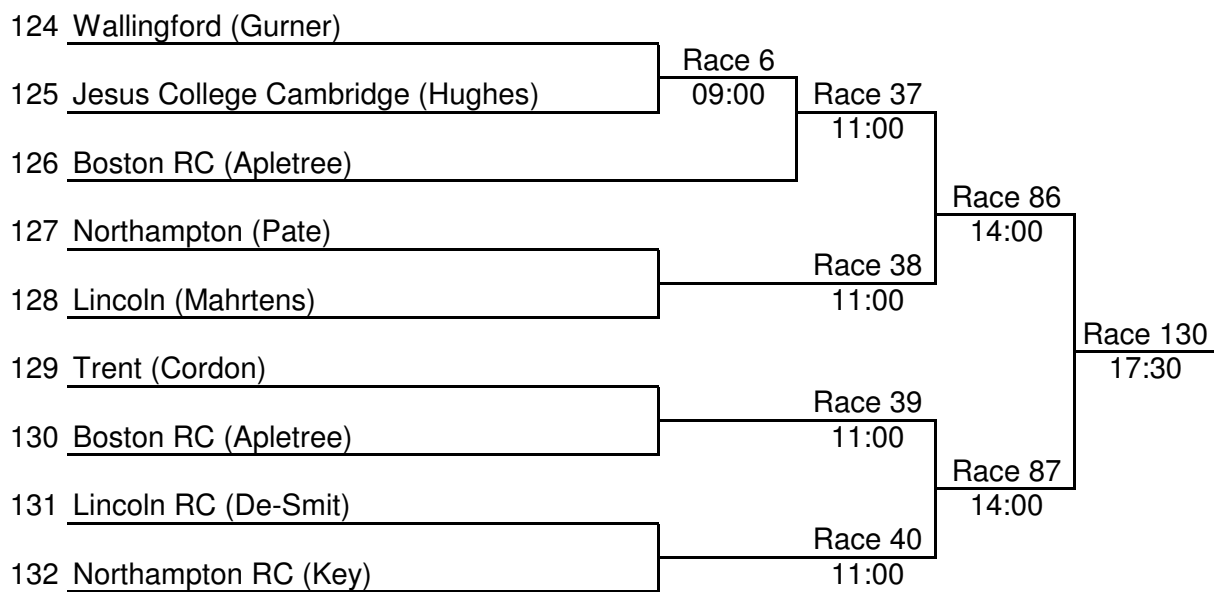 124 Wallingford (Gurner)
Race 6
125 Jesus College Cambridge (Hughes)
09:00
Race 37
11:00
126 Boston RC (Apletree)
Race 86
127 Northampton (Pate)
14:00
Race 38
128 Lincoln (Mahrtens)
11:00
Race 130
129 Trent (Cordon)
17:30
Race 39
130 Boston RC (Apletree)
11:00
Race 87
131 Lincoln RC (De-Smit)
14:00
Race 40
132 Northampton RC (Key)
11:00